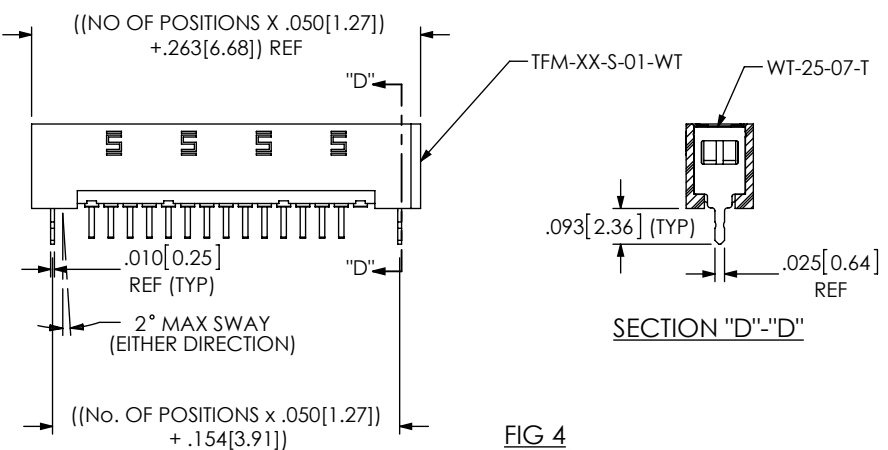 ((NO OF POSITIONS X .050[1.27])
+.263[6.68]) REF
"D"
TFM-XX-S-01-WT
WT-25-07-T
.093[2.36] (TYP)
.010[0.25]
REF (TYP)
"D"
.025[0.64]
REF
2° MAX SWAY
(EITHER DIRECTION)
SECTION "D"-"D"
((No. OF POSITIONS x .050[1.27])
+ .154[3.91])
FIG 4